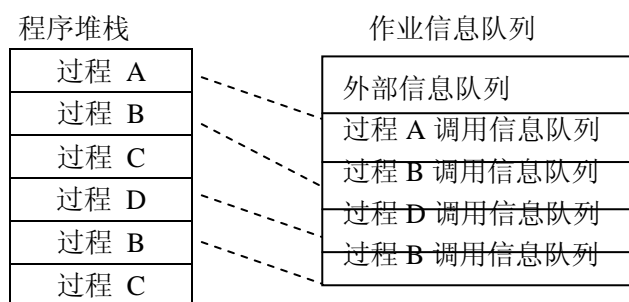 程序堆栈
过程 A
过程 B
过程 C
过程 D
过程 B
过程 C
作业信息队列
外部信息队列
过程 A 调用信息队列
过程 B 调用信息队列
过程 D 调用信息队列
过程 B 调用信息队列